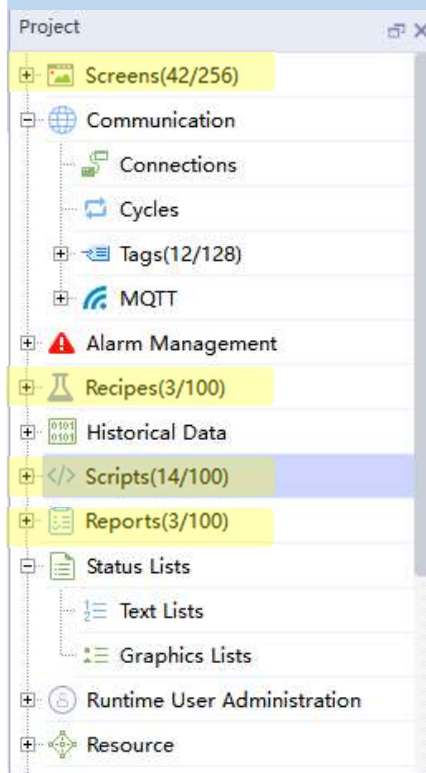 Project
Screens(42/256)
Communication
Connections
Cycles
Tags(12/128)
MQTT
Alarm Management
Recipes(3/100)
Historical Data
Scripts(14/100)
Reports(3/100)
Status Lists
Text Lists
Graphics Lists
Runtime User Administration
Resource